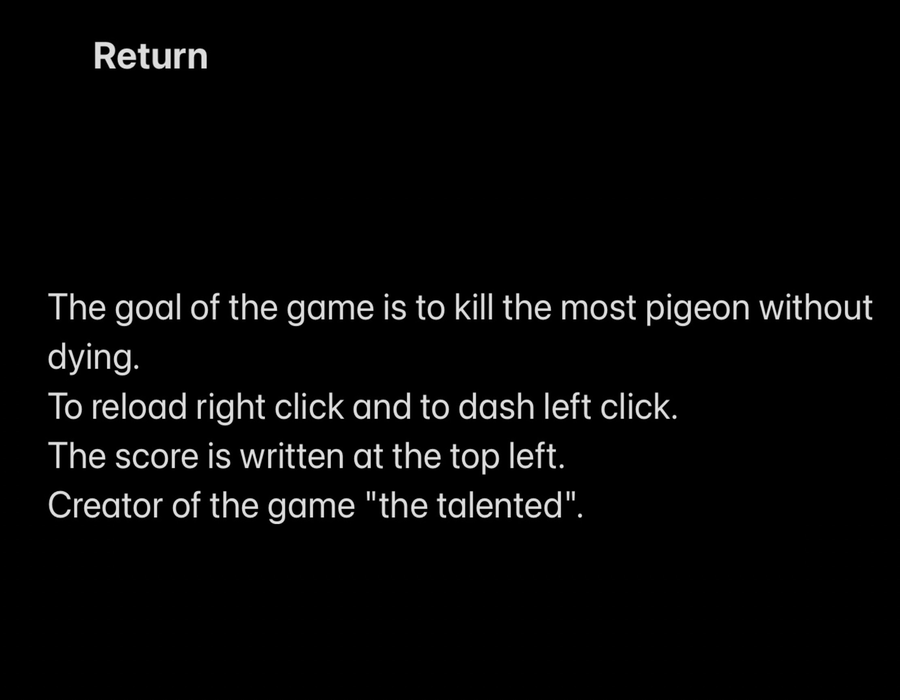 Return
The goal of the game is to kill the most pigeon without
dying.
To reload right click and to dash left click.
The score is written at the top left.
Creator of the game "the talented".